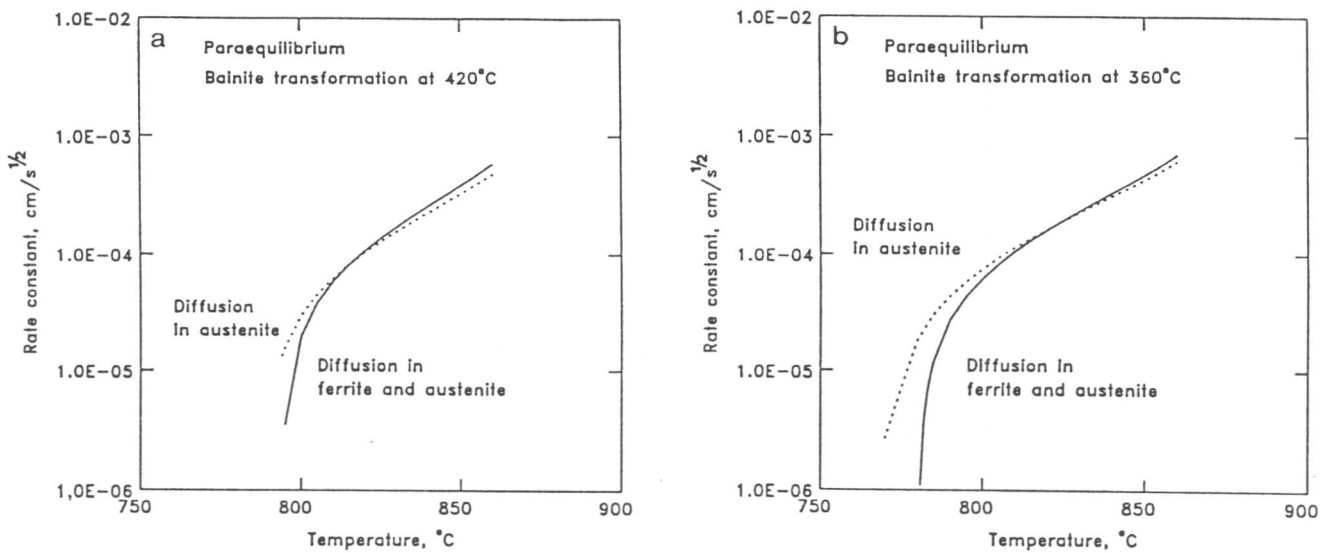 a
Paraequilibrium
Bainite transformation at 420°C
1.0E-02
1.0E-03
1.0E-04
1.0E-05
1,0E-06
Rate constant, cm/s1/2
Diffusion
In austenite
Diffusion in
ferrite and austenite
750
800
850
900
Temperature, °C
b
Paraequilibrium
Bainite transformation at 360°C
1.0E-02
1.0E-03
1.0E-04
1.0E-05
1.0E-06
Rate constant, cm/s1/2
Diffusion
In austenite
Diffusion in
ferrite and austenite
750
800
850
900
Temperature, °C